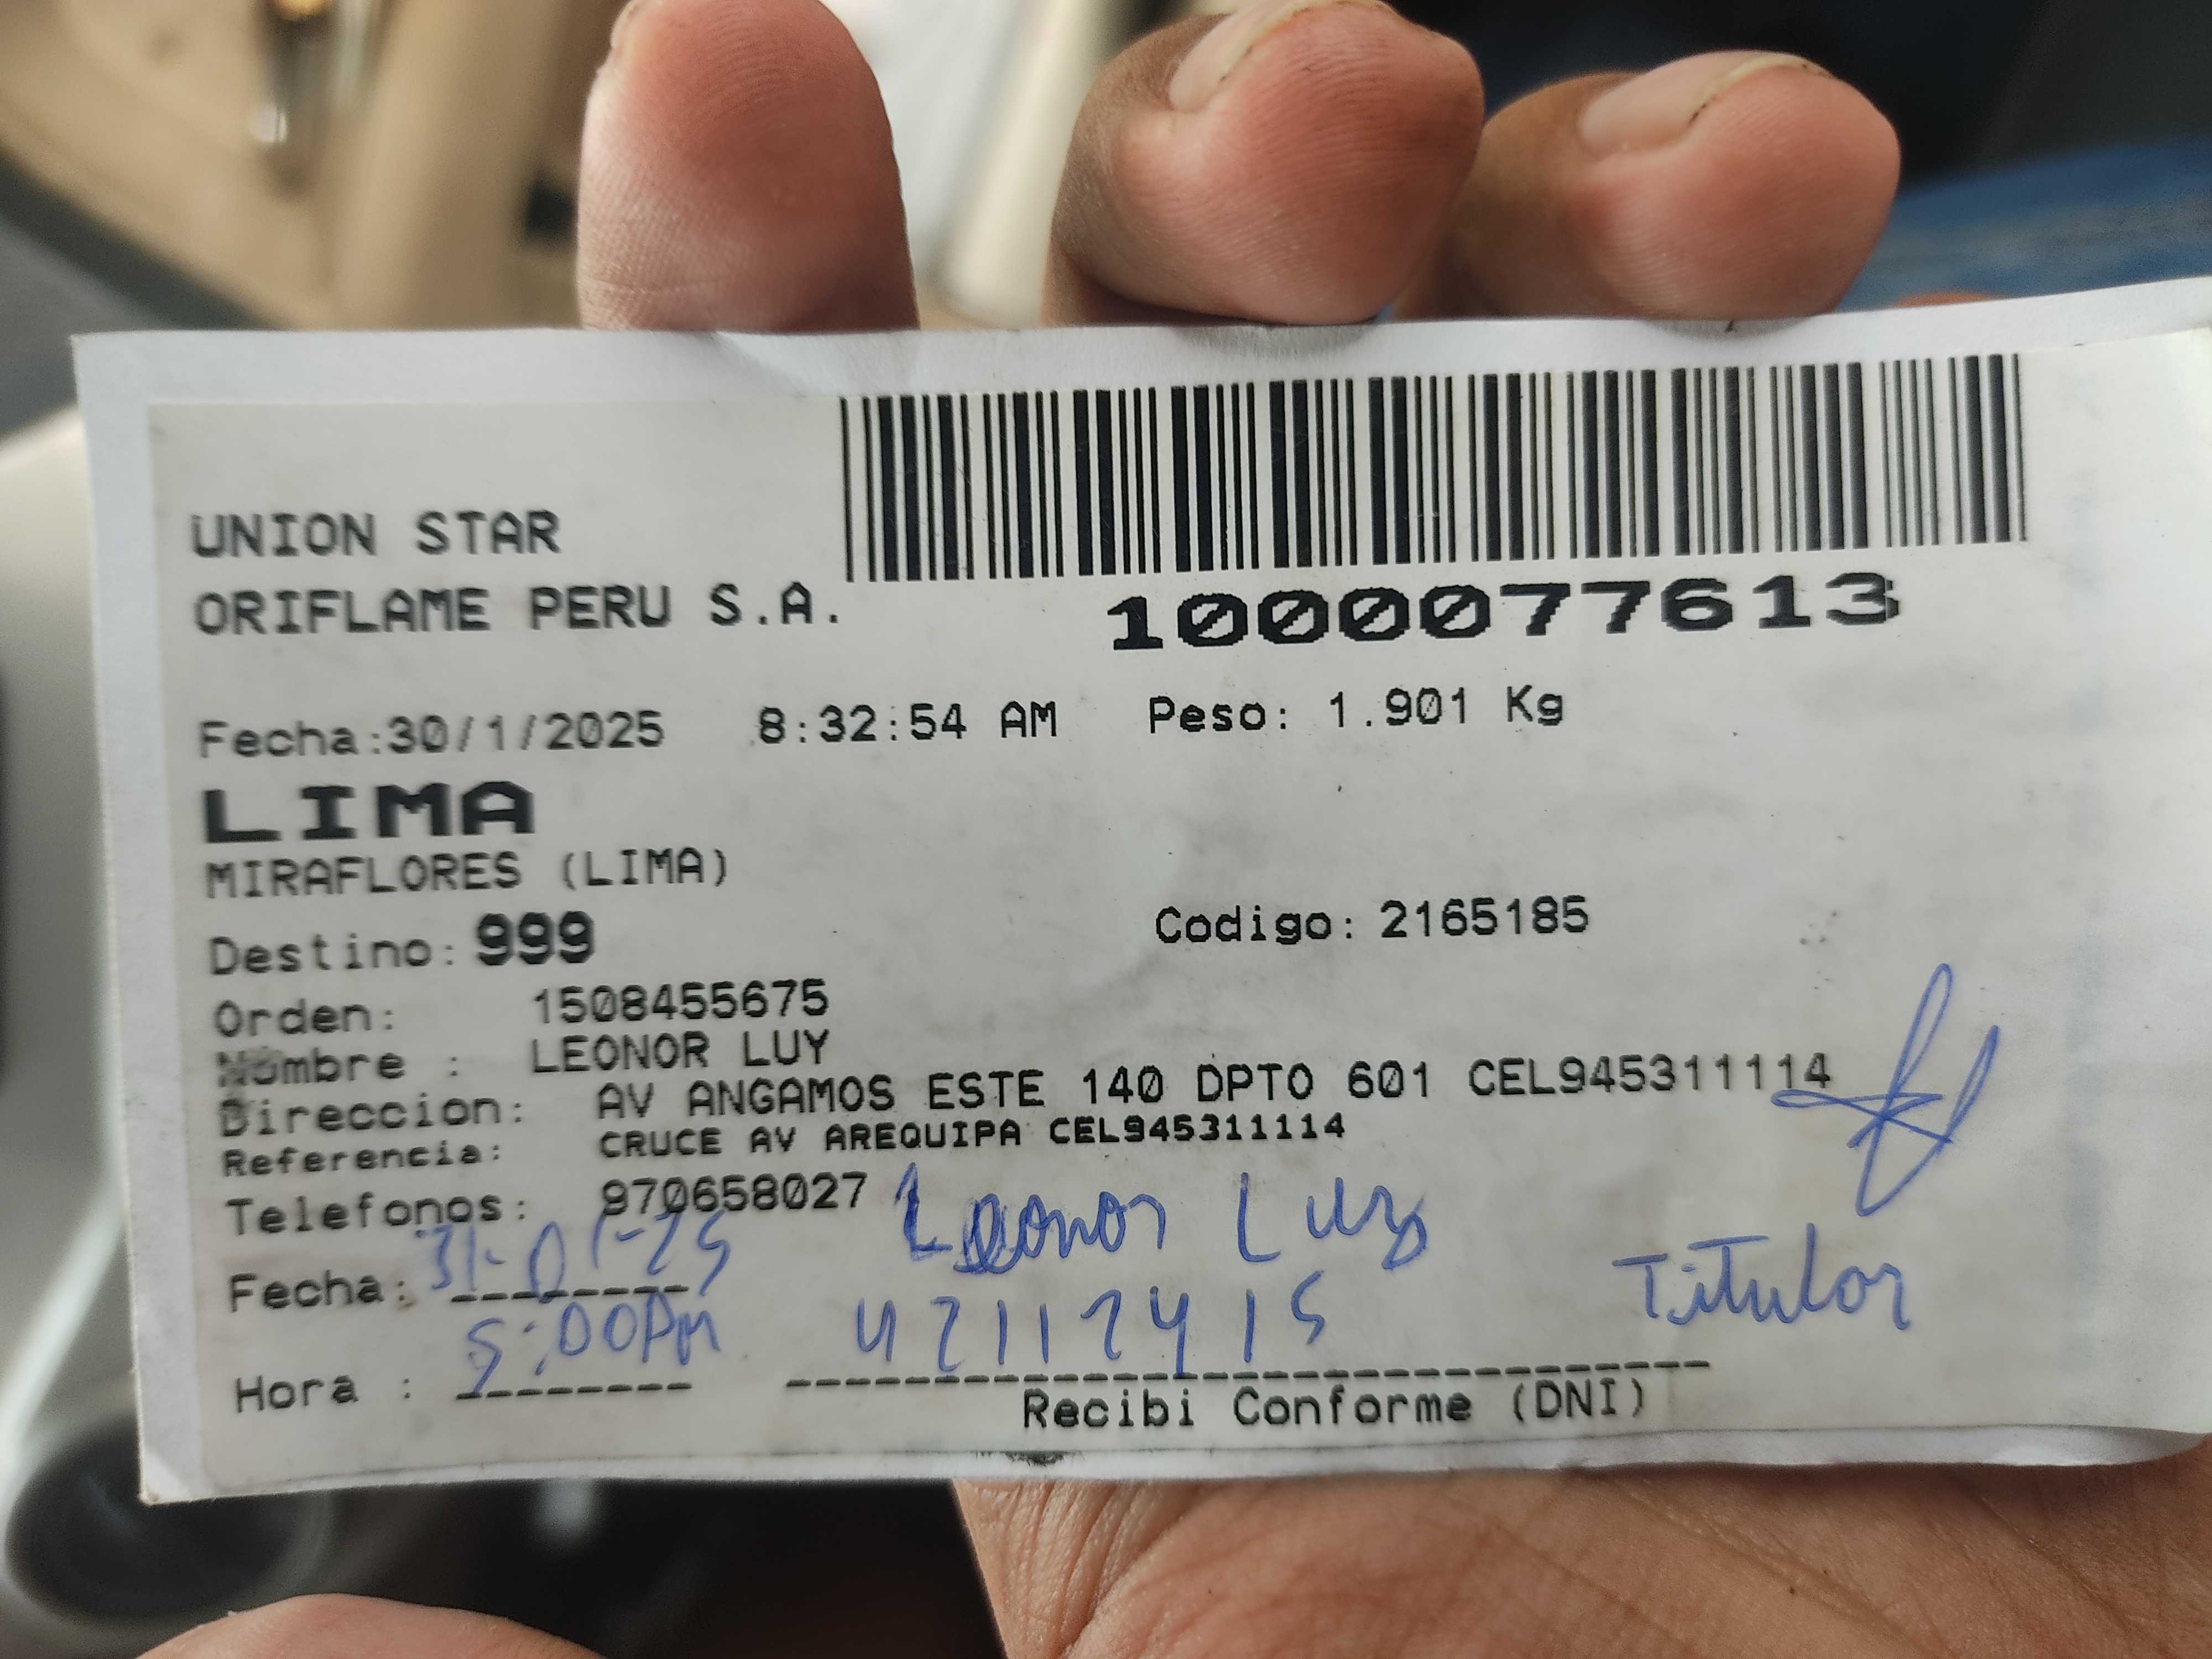 UNION STAR
ORIFLAME PERU S.A.
1000077613
Fecha:30/1/2025 8:32:54 AM Peso: 1.901 Kg
LIMA
MIRAFLORES (LIMA)
Destino: 999 Codigo: 2165185
Orden: 1508455675
Nombre : LEONOR LUY
Direccion: AV ANGAMOS ESTE 140 DPTO 601 CEL945311114
Referencia: CRUCE AV AREQUIPA CEL945311114
Telefonos: 970658027 Leonor Luy
Fecha: 31-01-25 Titulor
Hora : 5:00Pm 42112415
Recibi Conforme (DNI)